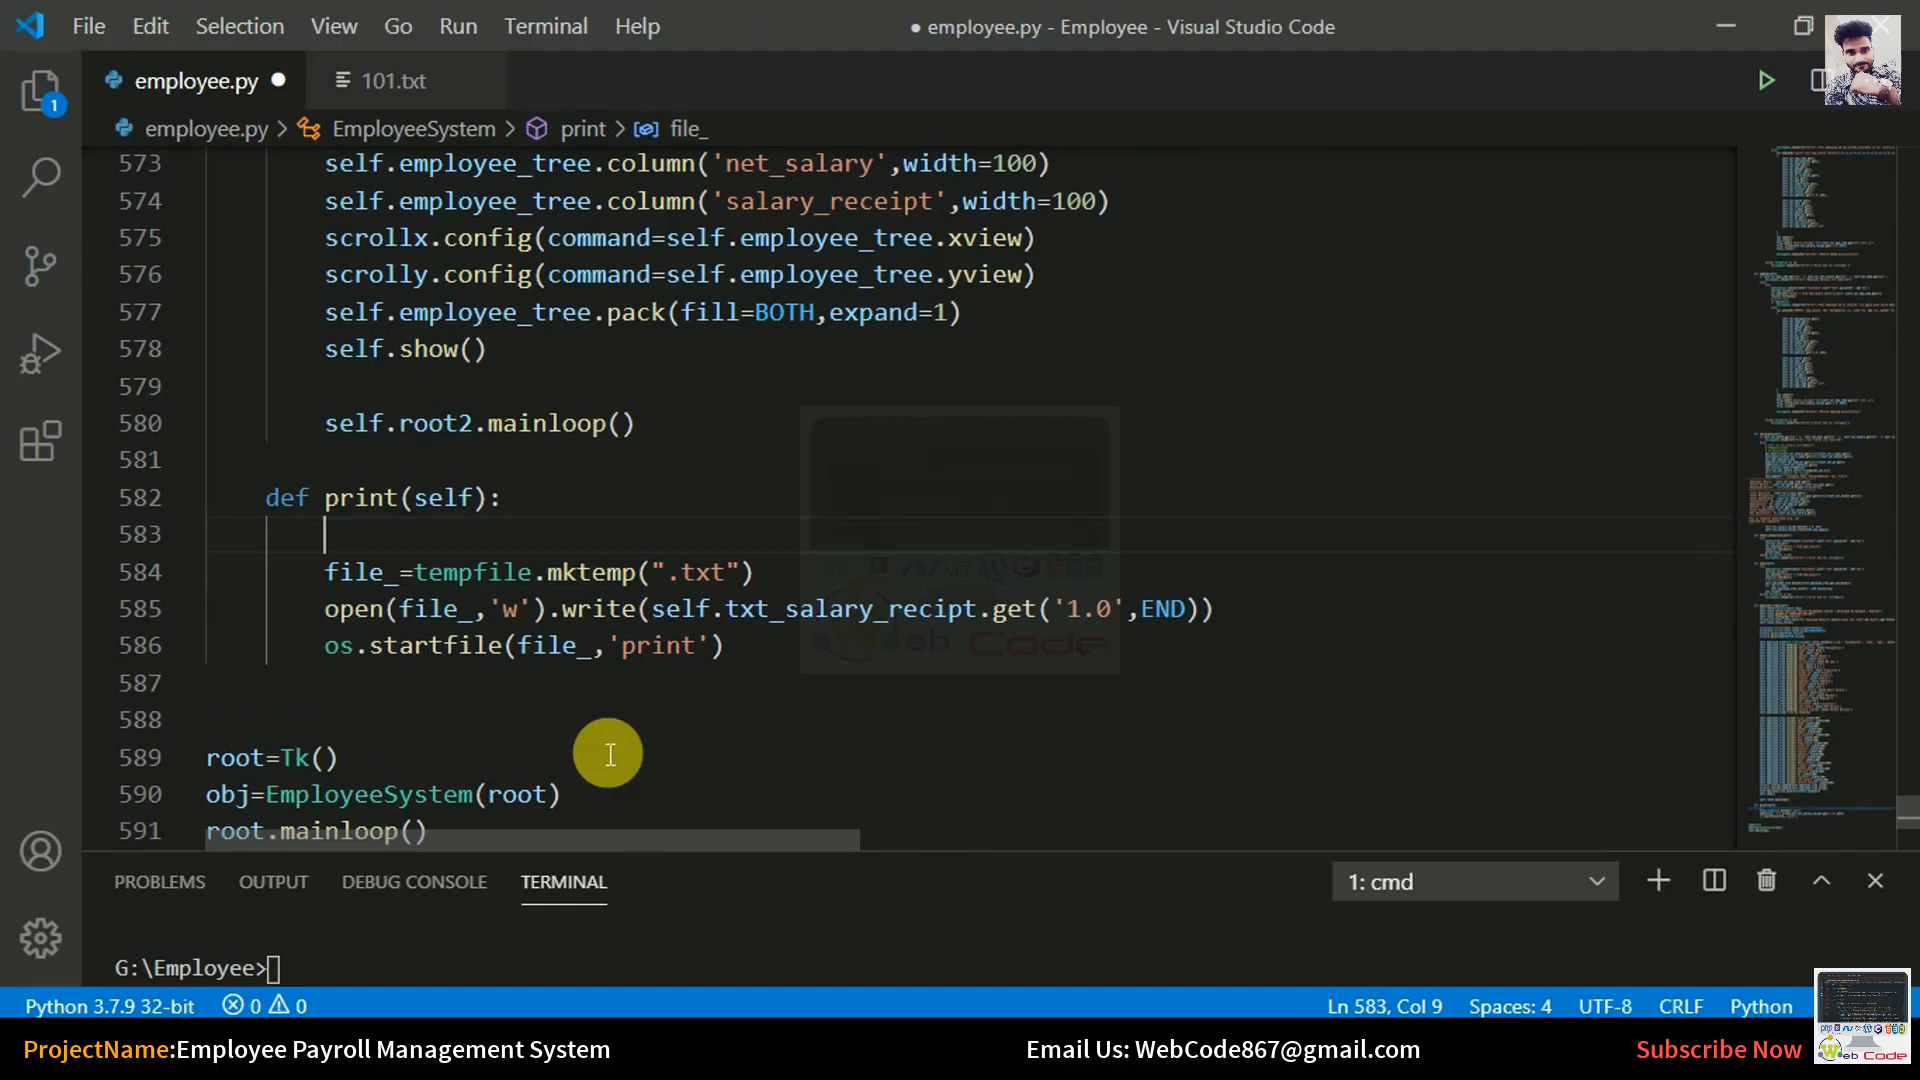 File Edit Selection View Go Run Terminal Help
● employee.py - Employee - Visual Studio Code
employee.py ● 101.txt
employee.py > EmployeeSystem > print > file_
573 self.employee_tree.column('net_salary',width=100)
574 self.employee_tree.column('salary_receipt',width=100)
575 scrollx.config(command=self.employee_tree.xview)
576 scrolly.config(command=self.employee_tree.yview)
577 self.employee_tree.pack(fill=BOTH,expand=1)
578 self.show()
579
580 self.root2.mainloop()
581
582 def print(self):
583
584 file_=tempfile.mktemp(".txt")
585 open(file_,'w').write(self.txt_salary_recipt.get('1.0',END))
586 os.startfile(file_,'print')
587
588
589 root=Tk()
590 obj=EmployeeSystem(root)
591 root.mainloop()
1
Web Code
PROBLEMS OUTPUT DEBUG CONSOLE TERMINAL
1: cmd
G:\Employee>
Python 3.7.9 32-bit 0 0
Ln 583, Col 9 Spaces: 4 UTF-8 CRLF Python
ProjectName:Employee Payroll Management System
Email Us: WebCode867@gmail.com
Subscribe Now
Web Code